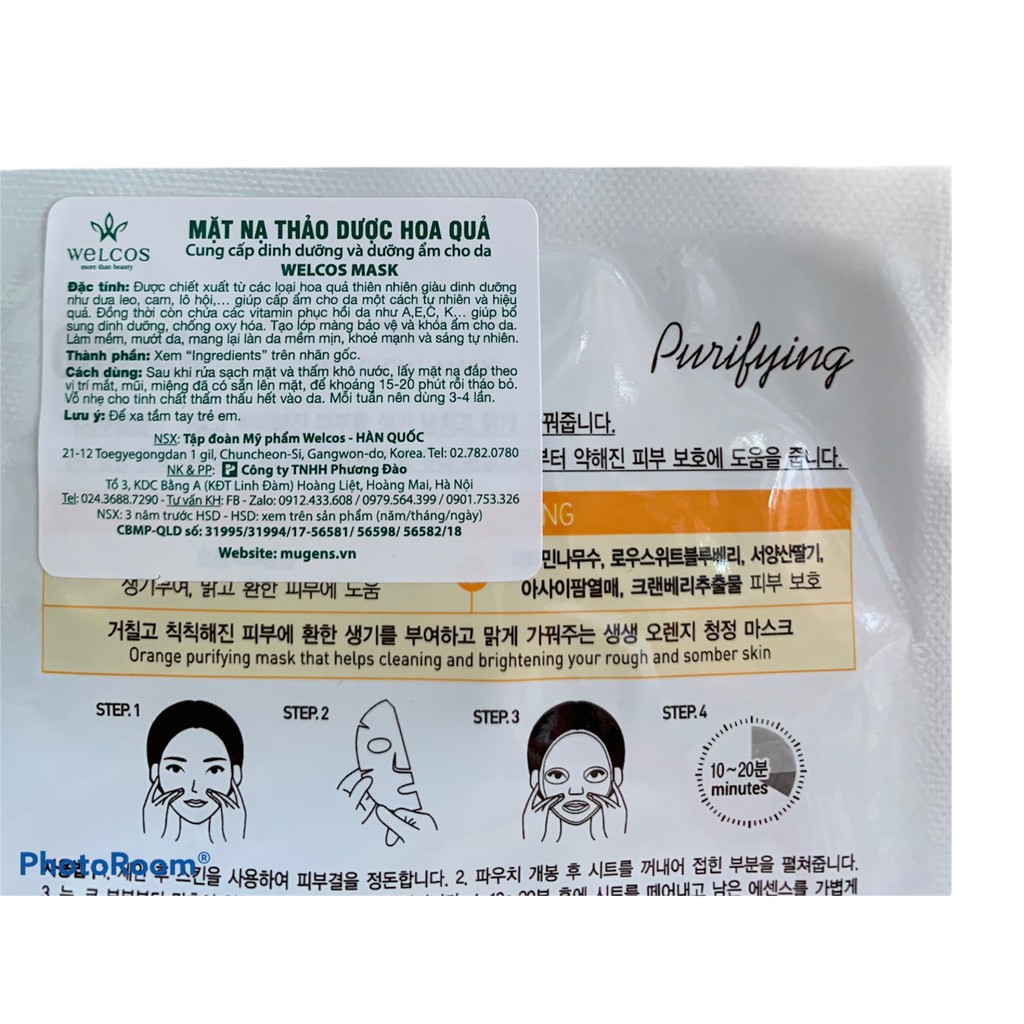 WELCOS
more than beauty
MẶT NẠ THẢO DƯỢC HOA QUẢ
Cung cấp dinh dưỡng và dưỡng ẩm cho da
WELCOS MASK
Đặc tính: Được chiết xuất từ các loại hoa quả thiên nhiên giàu dinh dưỡng
như dưa leo, cam, lô hội,... giúp cấp ẩm cho da một cách tự nhiên và hiệu
quả. Đồng thời còn chứa các vitamin phục hồi da như A,E,C, K... giúp bổ
sung dinh dưỡng, chống oxy hóa. Tạo lớp màng bảo vệ và khóa ẩm cho da.
Làm mềm, mướt da, mang lại làn da mềm mịn, khoẻ mạnh và sáng tự nhiên.
Thành phần: Xem “Ingredients” trên nhãn gốc.
Cách dùng: Sau khi rửa sạch mặt và thấm khô nước, lấy mặt nạ đắp theo
vị trí mắt, mũi, miệng đã có sẵn lên mặt, để khoảng 15-20 phút rồi tháo bỏ.
Vỗ nhẹ cho tinh chất thẩm thấu hết vào da. Mỗi tuần nên dùng 3-4 lần.
Lưu ý: Để xa tầm tay trẻ em.
NSX: Tập đoàn Mỹ phẩm Welcos - HÀN QUỐC
21-12 Toegyegongdan 1 gil, Chuncheon-Si, Gangwon-do, Korea. Tel: 02.782.0780
NK & PP: Công ty TNHH Phương Đào
Tổ 3, KDC Bằng A (KĐT Linh Đàm) Hoàng Liệt, Hoàng Mai, Hà Nội
Tel: 024.3688.7290 - Tư vấn KH: FB - Zalo: 0912.433.608 / 0979.564.399 / 0901.753.326
NSX: 3 năm trước HSD - HSD: xem trên sản phẩm (năm/tháng/ngày)
CBMP-QLD số: 31995/31994/17-56581/ 56598/ 56582/18
Website: mugens.vn
Purifying
꿔줍니다.
부터 약해진 피부 보호에 도움을 줍니다.
NG
민나무수, 로우스위트블루베리, 서양산딸기,
생기부여, 맑고 환한 피부에 도움
아사이팜열매, 크랜베리추출물 피부 보호
거칠고 칙칙해진 피부에 환한 생기를 부여하고 맑게 가꿔주는 생생 오렌지 청정 마스크
Orange purifying mask that helps cleaning and brightening your rough and somber skin
STEP.1
STEP.2
STEP.3
STEP.4
10~20분
minutes
PhotoRoom®
스킨을 사용하여 피부결을 정돈합니다. 2. 파우치 개봉 후 시트를 꺼내어 접힌 부분을 펼쳐줍니다.
후에 시트를 떼어내고 남은 에센스를 가볍게